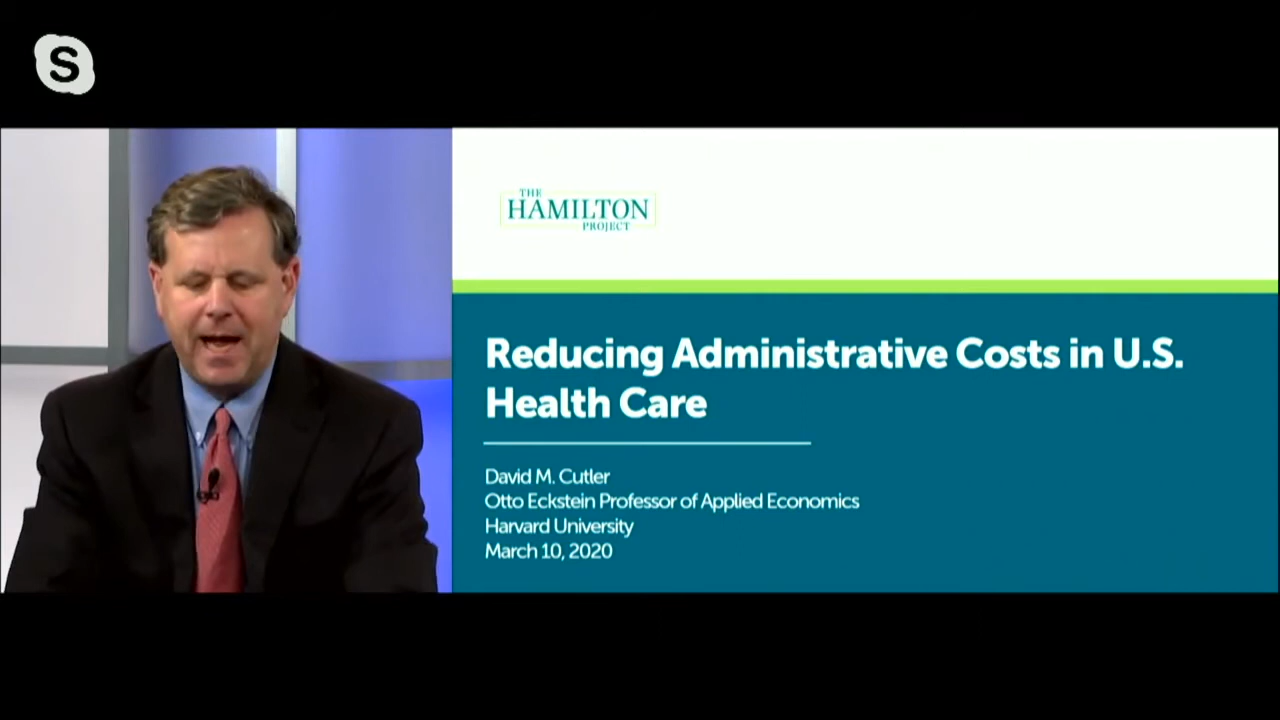 S
THE
HAMILTON
PROJECT
Reducing Administrative Costs in U.S.
Health Care
David M. Cutler
Otto Eckstein Professor of Applied Economics
Harvard University
March 10, 2020